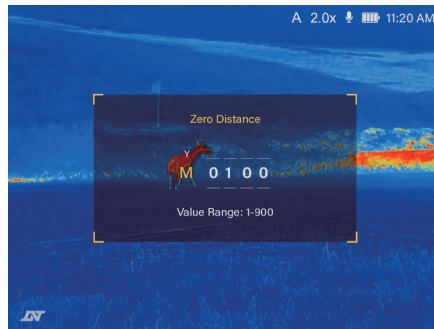 A 2.0x 11:20 AM
Zero Distance
Y
M 0 1 0 0
Value Range: 1-900